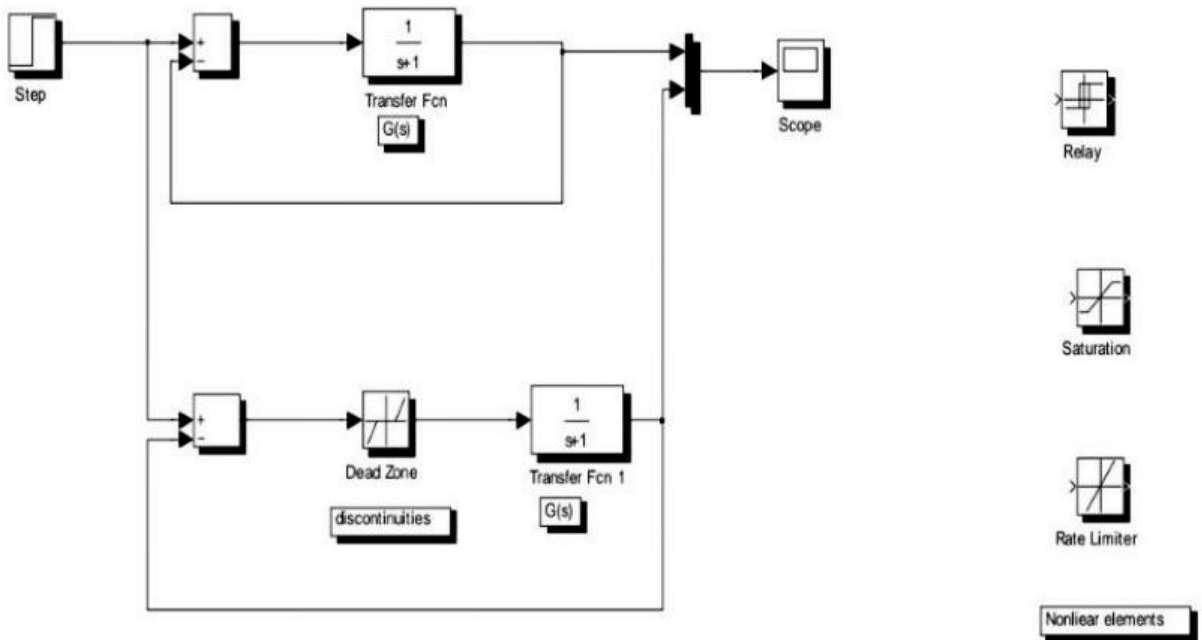 Step
+
−
1
s+1
Transfer Fcn
G(s)
Scope
Relay
Saturation
+
−
Dead Zone
1
s+1
Transfer Fcn 1
discontinuities
G(s)
Rate Limiter
Nonliear elements